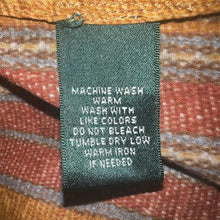 MACHINE WASH
WARM
WASH WITH
LIKE COLORS
DO NOT BLEACH
TUMBLE DRY LOW
WARM IRON
IF NEEDED